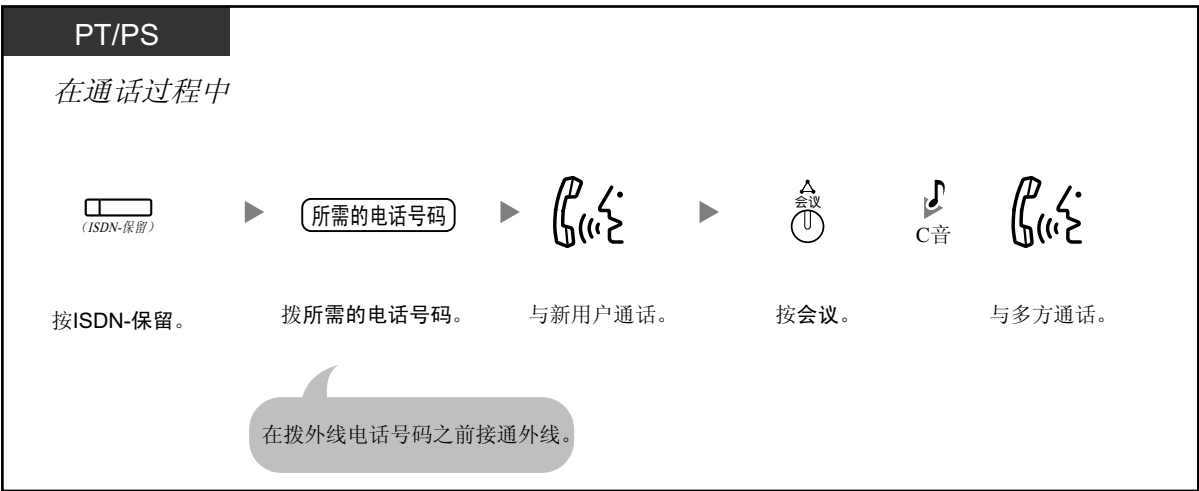 PT/PS
在通话过程中
会议
(ISDN-保留)
所需的电话号码
C音
按ISDN-保留。
拨所需的电话号码。
与新用户通话。
按会议。
与多方通话。
在拨外线电话号码之前接通外线。